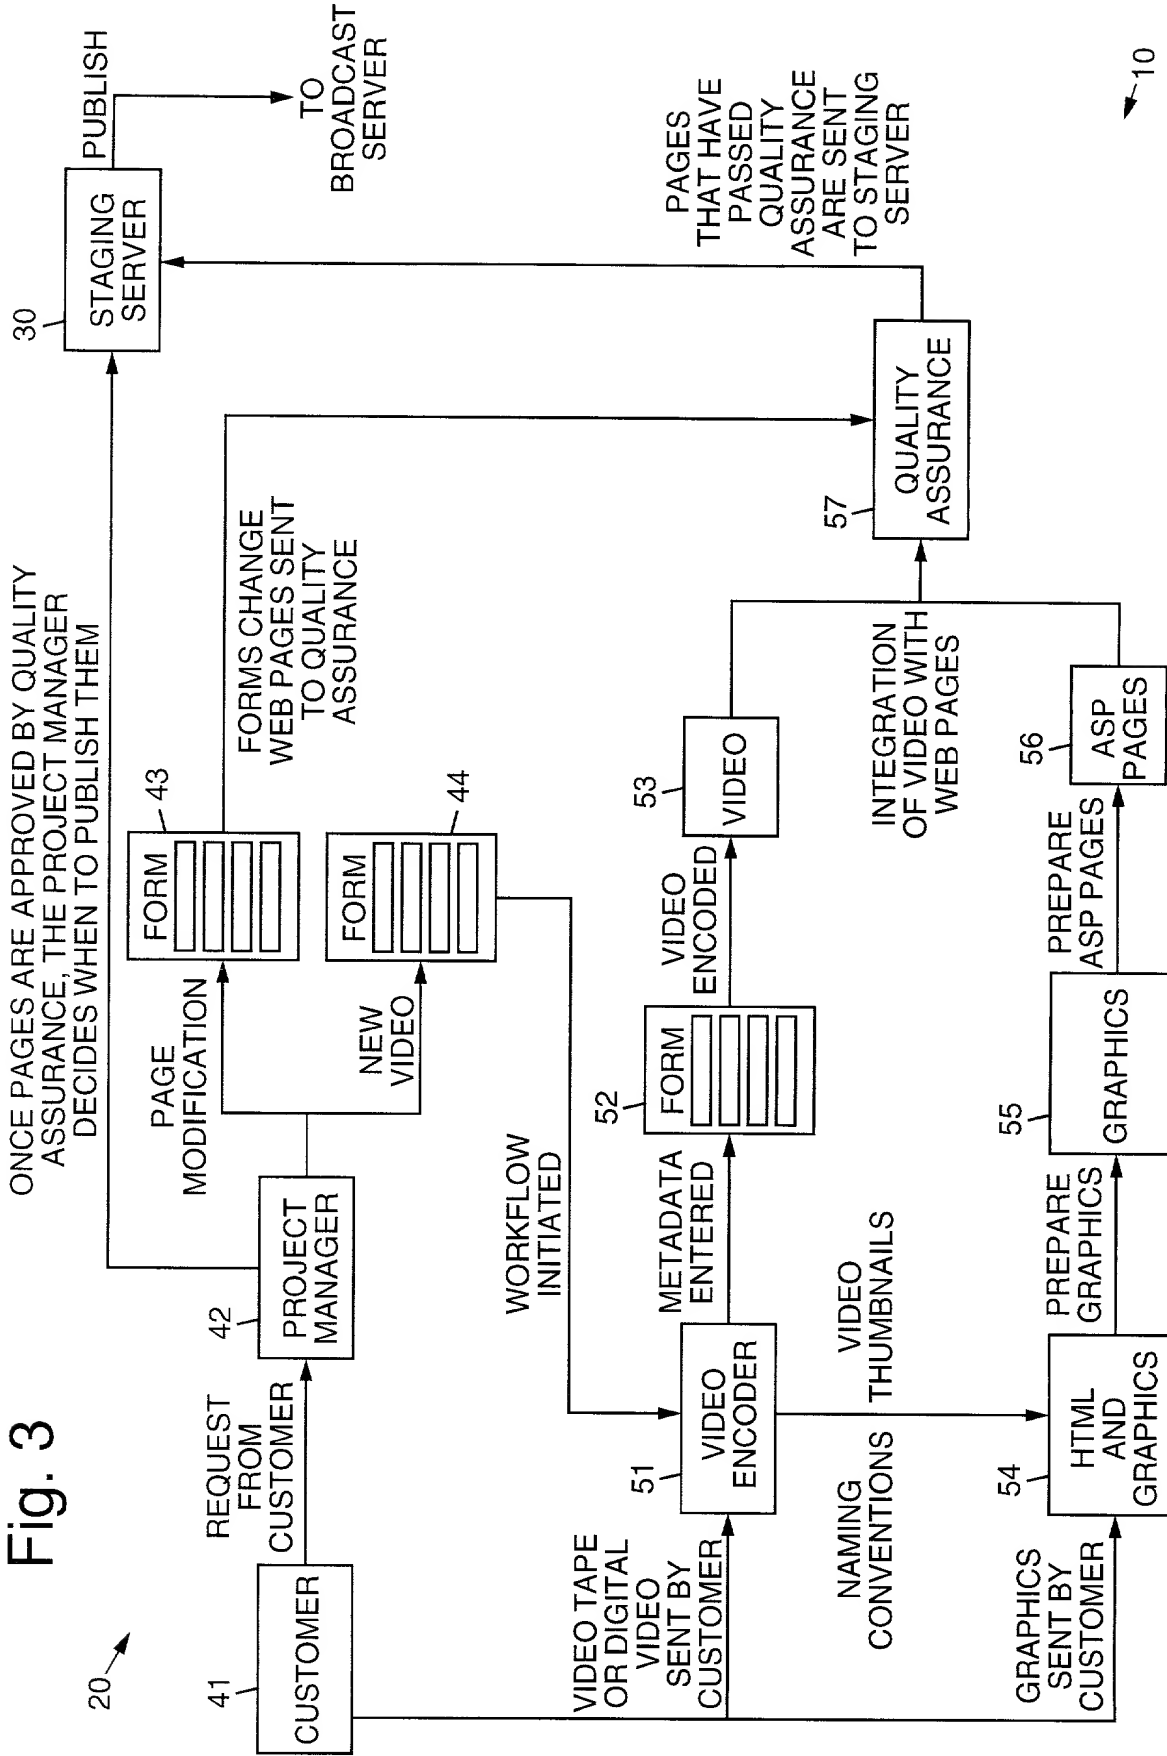 Fig. 3
20
10
ONCE PAGES ARE APPROVED BY QUALITY
ASSURANCE, THE PROJECT MANAGER
DECIDES WHEN TO PUBLISH THEM
30
STAGING
SERVER
PUBLISH
TO
BROADCAST
SERVER
41
CUSTOMER
REQUEST
FROM
CUSTOMER
42
PROJECT
MANAGER
PAGE
MODIFICATION
NEW
VIDEO
FORM
43
FORM
44
FORMS CHANGE
WEB PAGES SENT
TO QUALITY
ASSURANCE
WORKFLOW
INITIATED
VIDEO TAPE
OR DIGITAL
VIDEO
SENT BY
CUSTOMER
51
VIDEO
ENCODER
METADATA
ENTERED
52
FORM
VIDEO
ENCODED
53
VIDEO
INTEGRATION
OF VIDEO WITH
WEB PAGES
57
QUALITY
ASSURANCE
PAGES
THAT HAVE
PASSED
QUALITY
ASSURANCE
ARE SENT
TO STAGING
SERVER
NAMING
CONVENTIONS
VIDEO
THUMBNAILS
GRAPHICS
SENT BY
CUSTOMER
54
HTML
AND
GRAPHICS
PREPARE
GRAPHICS
55
GRAPHICS
PREPARE
ASP PAGES
56
ASP
PAGES